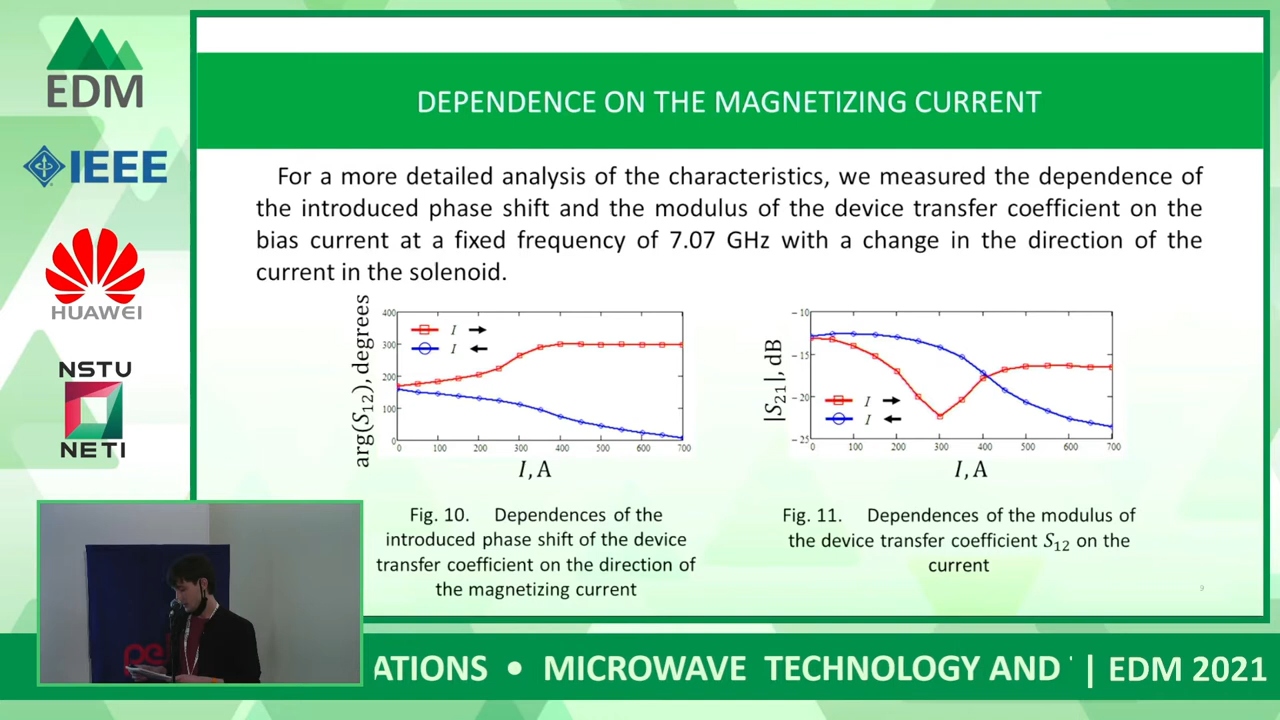 EDM
IEEE
HUAWEI
NSTU
NETI
DEPENDENCE ON THE MAGNETIZING CURRENT
For a more detailed analysis of the characteristics, we measured the dependence of
the introduced phase shift and the modulus of the device transfer coefficient on the
bias current at a fixed frequency of 7.07 GHz with a change in the direction of the
current in the solenoid.
arg(S₁₂), degrees
400
300
200
100
0
I →
I ←
0 100 200 300 400 500 600 700
I, A
|S₂₁|, dB
−10
−15
−20
−25
I →
I ←
0 100 200 300 400 500 600 700
I, A
Fig. 10. Dependences of the
introduced phase shift of the device
transfer coefficient on the direction of
the magnetizing current
Fig. 11. Dependences of the modulus of
the device transfer coefficient S₁₂ on the
current
9
ATIONS • MICROWAVE TECHNOLOGY AND | EDM 2021